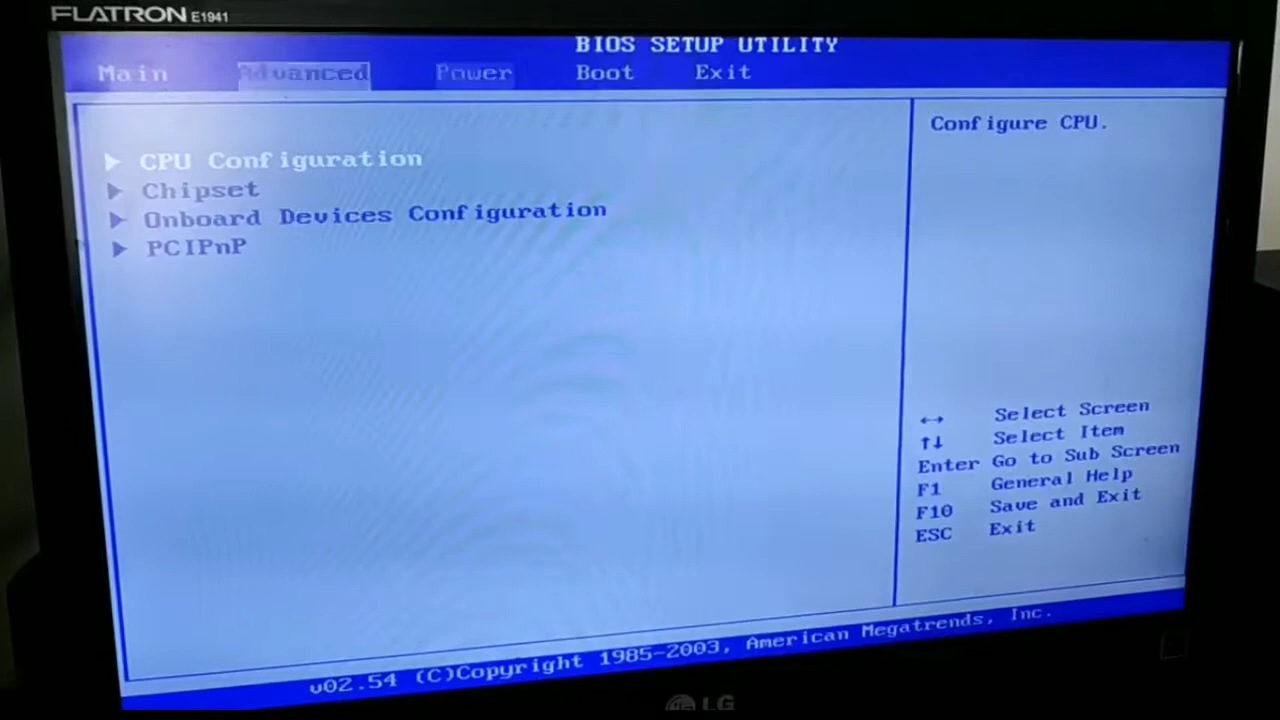 FLATRON E1941
BIOS SETUP UTILITY
Main Advanced Power Boot Exit
CPU Configuration
Chipset
Onboard Devices Configuration
PCIPnP
Configure CPU.
↔ Select Screen
↑↓ Select Item
Enter Go to Sub Screen
F1 General Help
F10 Save and Exit
ESC Exit
v02.54 (C)Copyright 1985-2003, American Megatrends, Inc.
LG